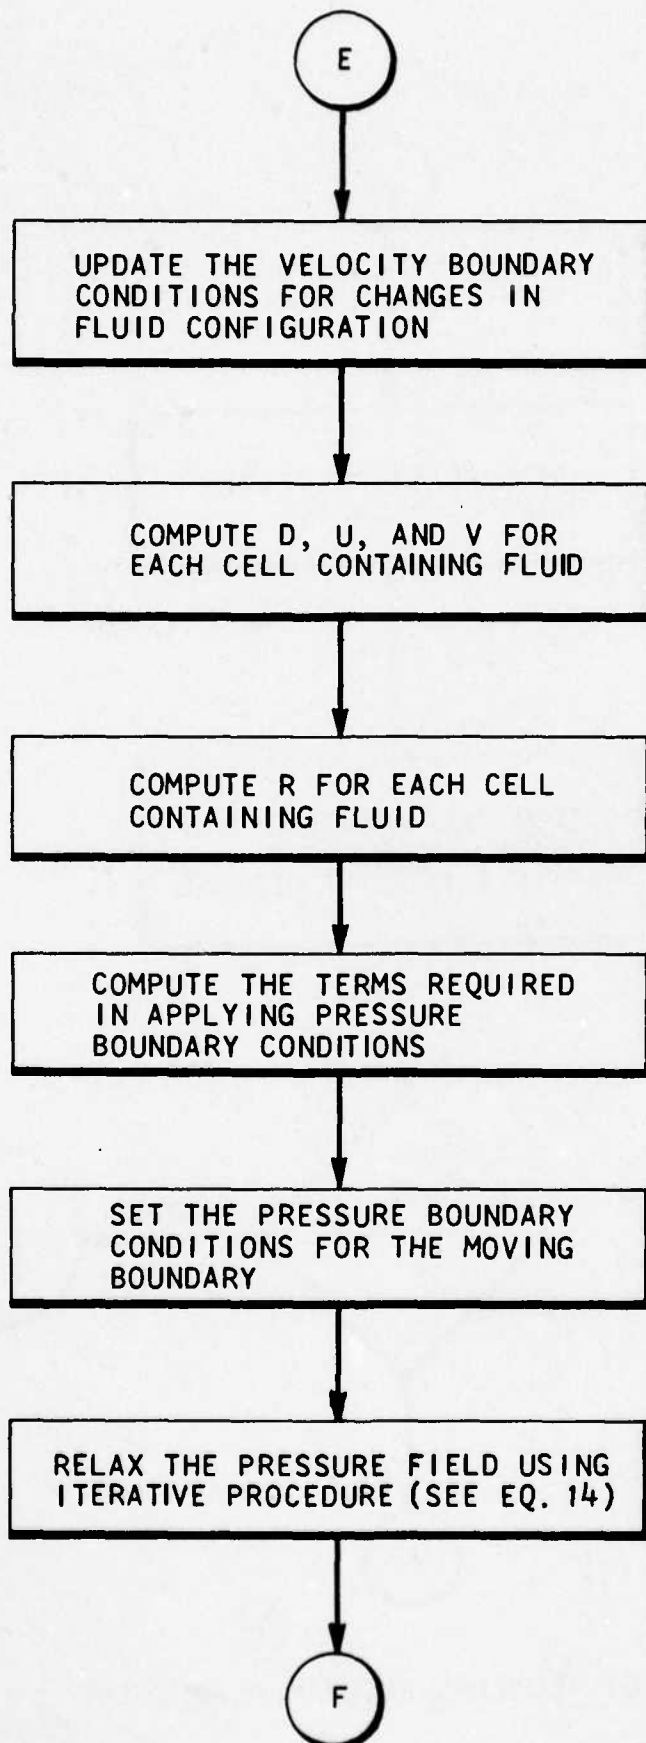 E
UPDATE THE VELOCITY BOUNDARY
CONDITIONS FOR CHANGES IN
FLUID CONFIGURATION
COMPUTE D, U, AND V FOR
EACH CELL CONTAINING FLUID
COMPUTE R FOR EACH CELL
CONTAINING FLUID
COMPUTE THE TERMS REQUIRED
IN APPLYING PRESSURE
BOUNDARY CONDITIONS
SET THE PRESSURE BOUNDARY
CONDITIONS FOR THE MOVING
BOUNDARY
RELAX THE PRESSURE FIELD USING
ITERATIVE PROCEDURE (SEE EQ. 14)
F